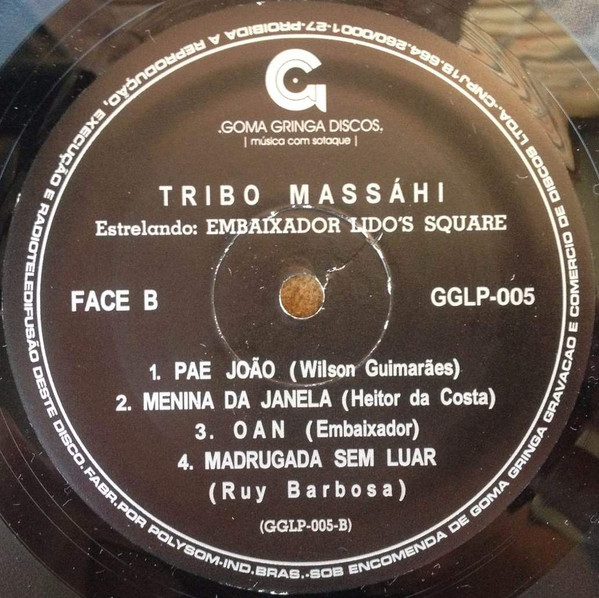 G
.GOMA GRINGA DISCOS.
| música com sotaque |
TRIBO MASSÁHI
Estrelando: EMBAIXADOR LIDO'S SQUARE
FACE B
GGLP-005
1. PAE JOÃO (Wilson Guimarães)
2. MENINA DA JANELA (Heitor da Costa)
3. OAN (Embaixador)
4. MADRUGADA SEM LUAR
(Ruy Barbosa)
(GGLP-005-B)
FABR.POR POLYSOM-IND.BRAS.-SOB ENCOMENDA DE GOMA GRINGA GRAVACAO E COMERCIO DE DISCOS LTDA.-CNPJ18.664.260/0001-27-PROIBIDA A REPRODUÇÃO, EXECUÇÃO E RADIOTELEDIFUSÃO DESTE DISCO.